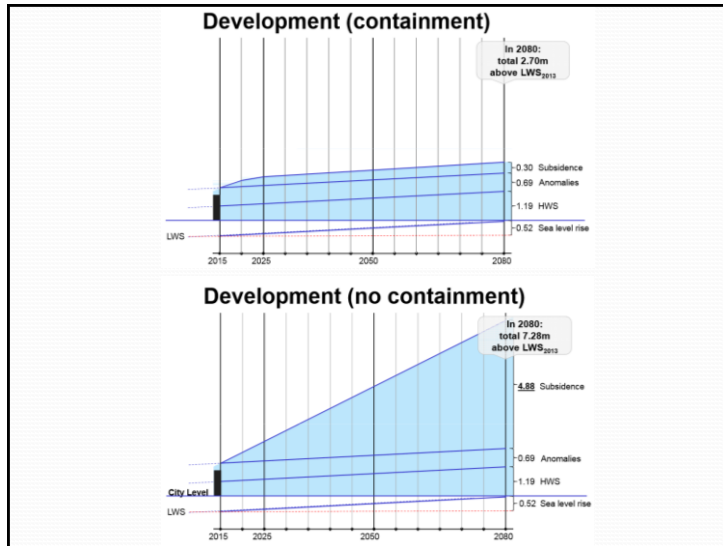 Development (containment)
In 2080:
total 2.70m
above LWS2013
0.30 Subsidence
0.69 Anomalies
1.19 HWS
0.52 Sea level rise
LWS
2015
2025
2050
2080
Development (no containment)
In 2080:
total 7.28m
above LWS2013
4.88 Subsidence
0.69 Anomalies
1.19 HWS
City Level
0.52 Sea level rise
LWS
2015
2025
2050
2080